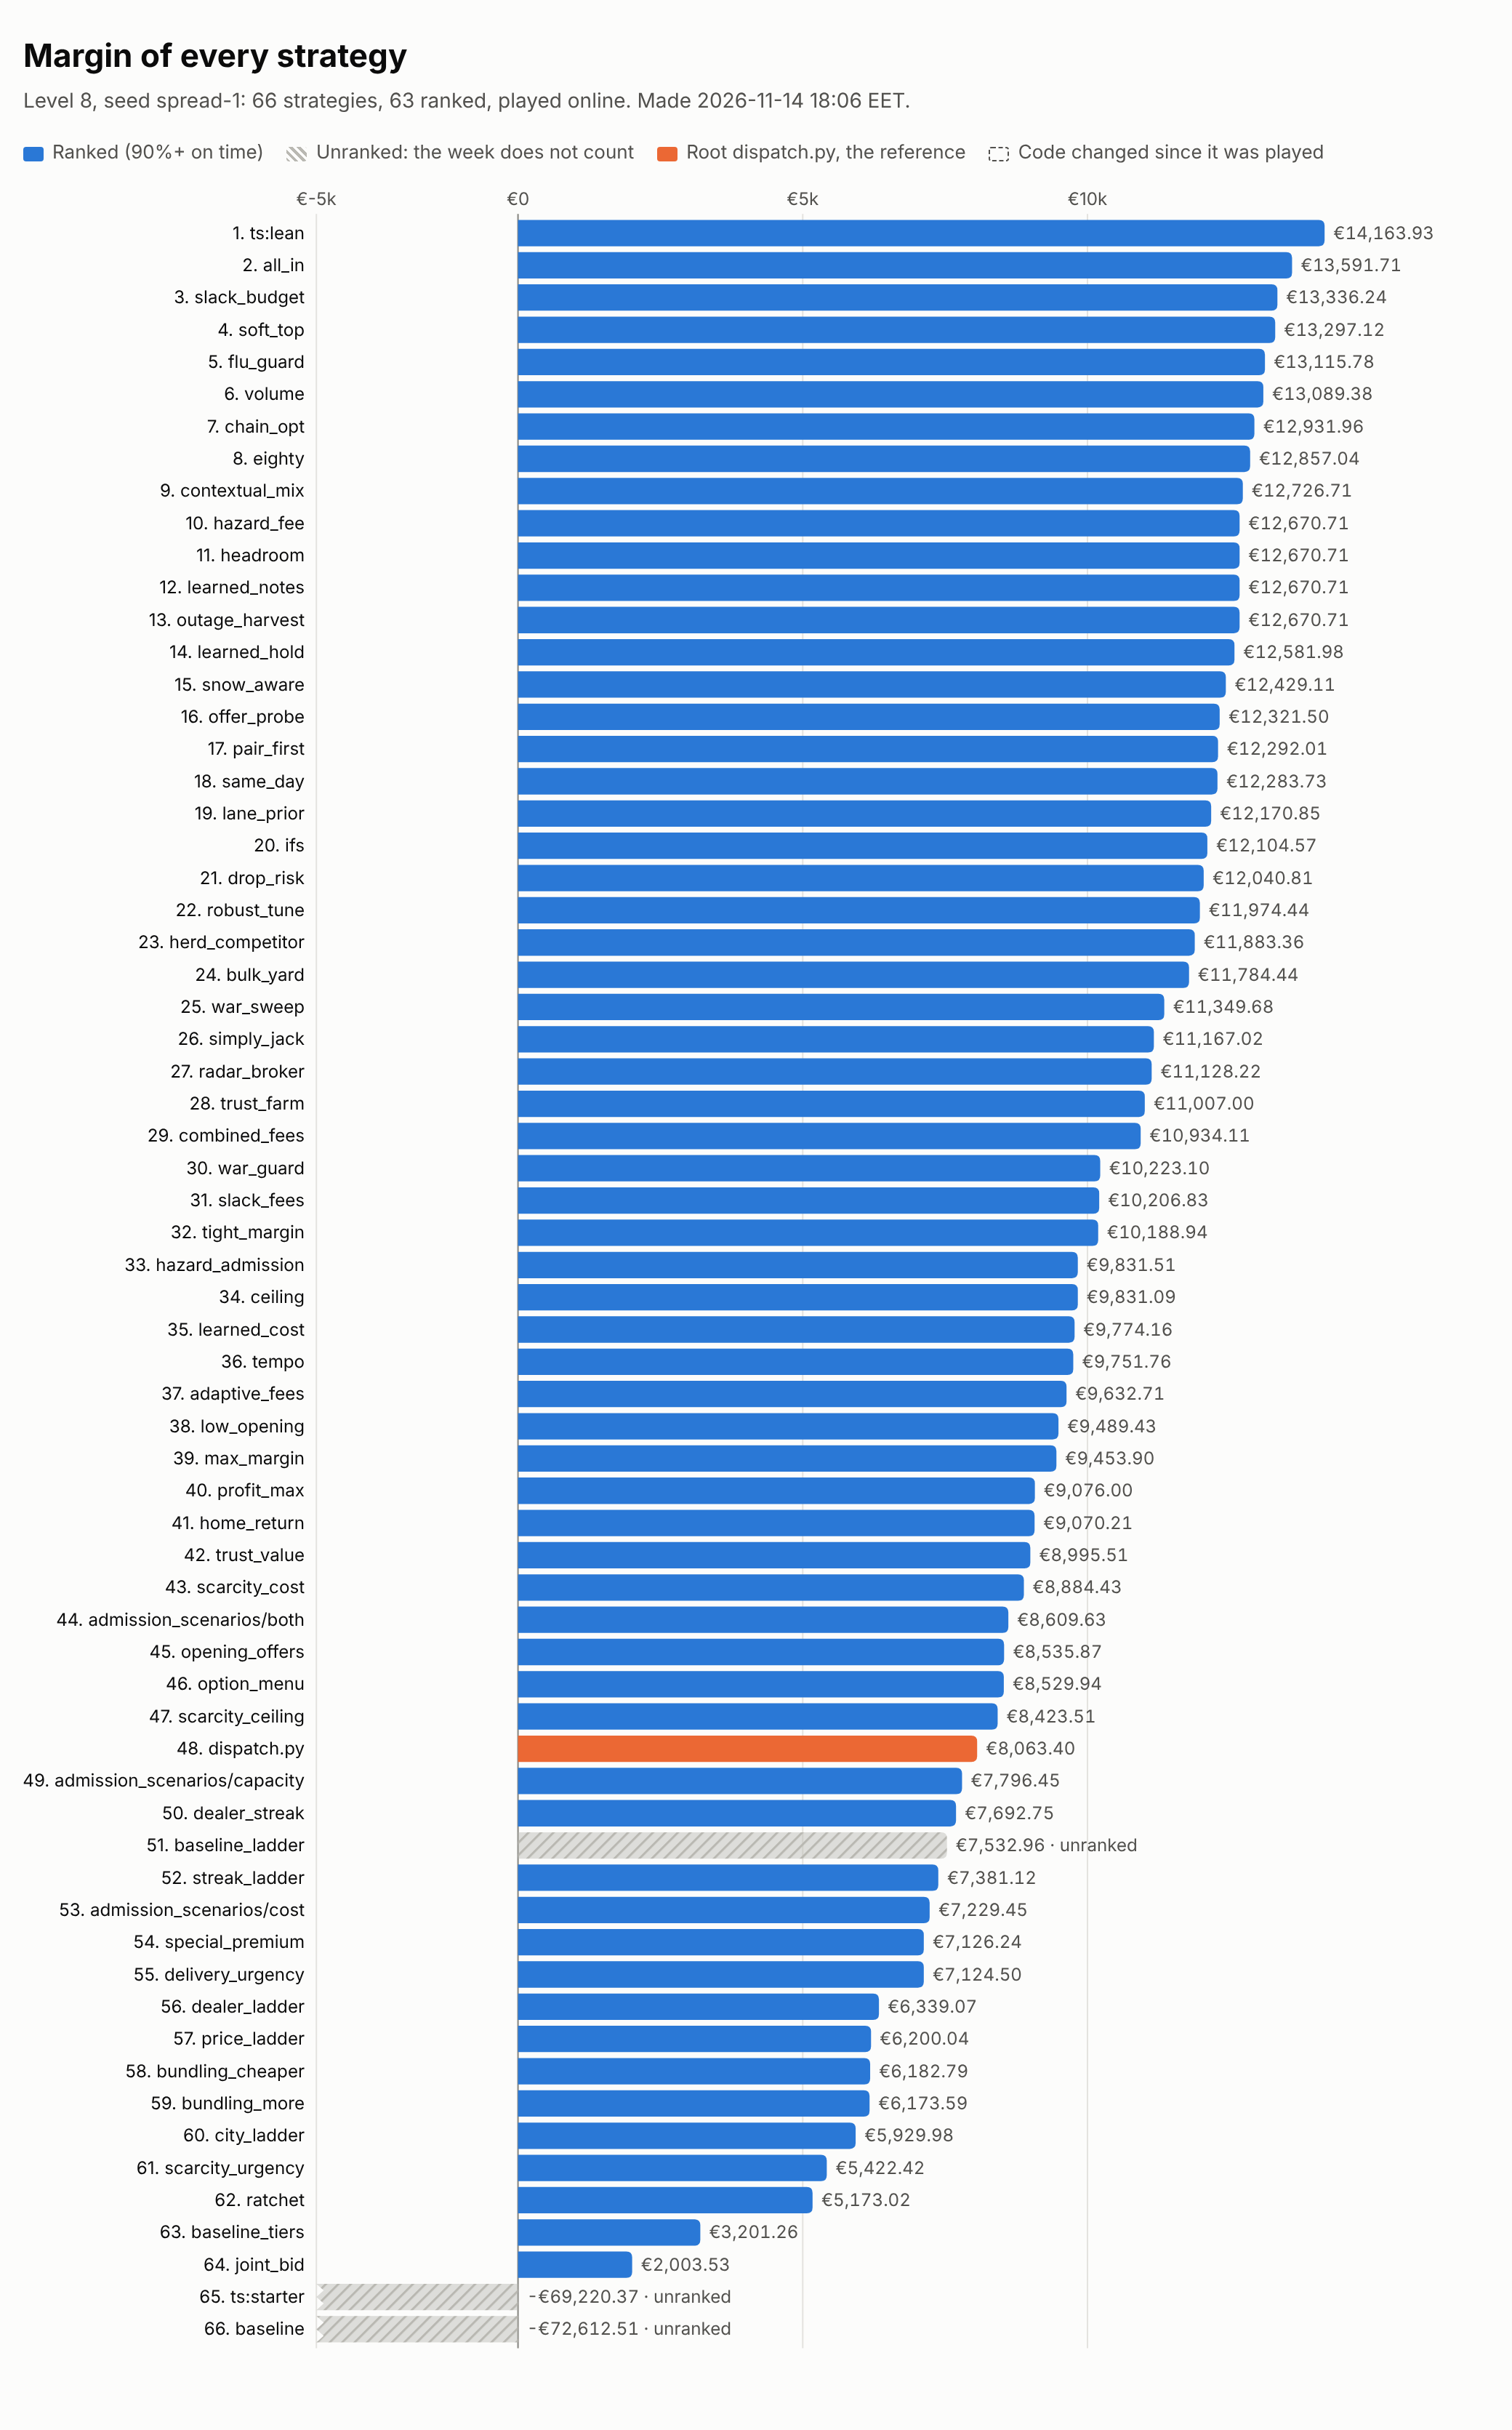 Margin of every strategy
Level 8, seed spread-1: 66 strategies, 63 ranked, played online. Made 2026-11-14 18:06 EET.
Ranked (90%+ on time) Unranked: the week does not count Root dispatch.py, the reference Code changed since it was played
€-5k €0 €5k €10k
1. ts:lean €14,163.93
2. all_in €13,591.71
3. slack_budget €13,336.24
4. soft_top €13,297.12
5. flu_guard €13,115.78
6. volume €13,089.38
7. chain_opt €12,931.96
8. eighty €12,857.04
9. contextual_mix €12,726.71
10. hazard_fee €12,670.71
11. headroom €12,670.71
12. learned_notes €12,670.71
13. outage_harvest €12,670.71
14. learned_hold €12,581.98
15. snow_aware €12,429.11
16. offer_probe €12,321.50
17. pair_first €12,292.01
18. same_day €12,283.73
19. lane_prior €12,170.85
20. ifs €12,104.57
21. drop_risk €12,040.81
22. robust_tune €11,974.44
23. herd_competitor €11,883.36
24. bulk_yard €11,784.44
25. war_sweep €11,349.68
26. simply_jack €11,167.02
27. radar_broker €11,128.22
28. trust_farm €11,007.00
29. combined_fees €10,934.11
30. war_guard €10,223.10
31. slack_fees €10,206.83
32. tight_margin €10,188.94
33. hazard_admission €9,831.51
34. ceiling €9,831.09
35. learned_cost €9,774.16
36. tempo €9,751.76
37. adaptive_fees €9,632.71
38. low_opening €9,489.43
39. max_margin €9,453.90
40. profit_max €9,076.00
41. home_return €9,070.21
42. trust_value €8,995.51
43. scarcity_cost €8,884.43
44. admission_scenarios/both €8,609.63
45. opening_offers €8,535.87
46. option_menu €8,529.94
47. scarcity_ceiling €8,423.51
48. dispatch.py €8,063.40
49. admission_scenarios/capacity €7,796.45
50. dealer_streak €7,692.75
51. baseline_ladder €7,532.96 · unranked
52. streak_ladder €7,381.12
53. admission_scenarios/cost €7,229.45
54. special_premium €7,126.24
55. delivery_urgency €7,124.50
56. dealer_ladder €6,339.07
57. price_ladder €6,200.04
58. bundling_cheaper €6,182.79
59. bundling_more €6,173.59
60. city_ladder €5,929.98
61. scarcity_urgency €5,422.42
62. ratchet €5,173.02
63. baseline_tiers €3,201.26
64. joint_bid €2,003.53
65. ts:starter -€69,220.37 · unranked
66. baseline -€72,612.51 · unranked